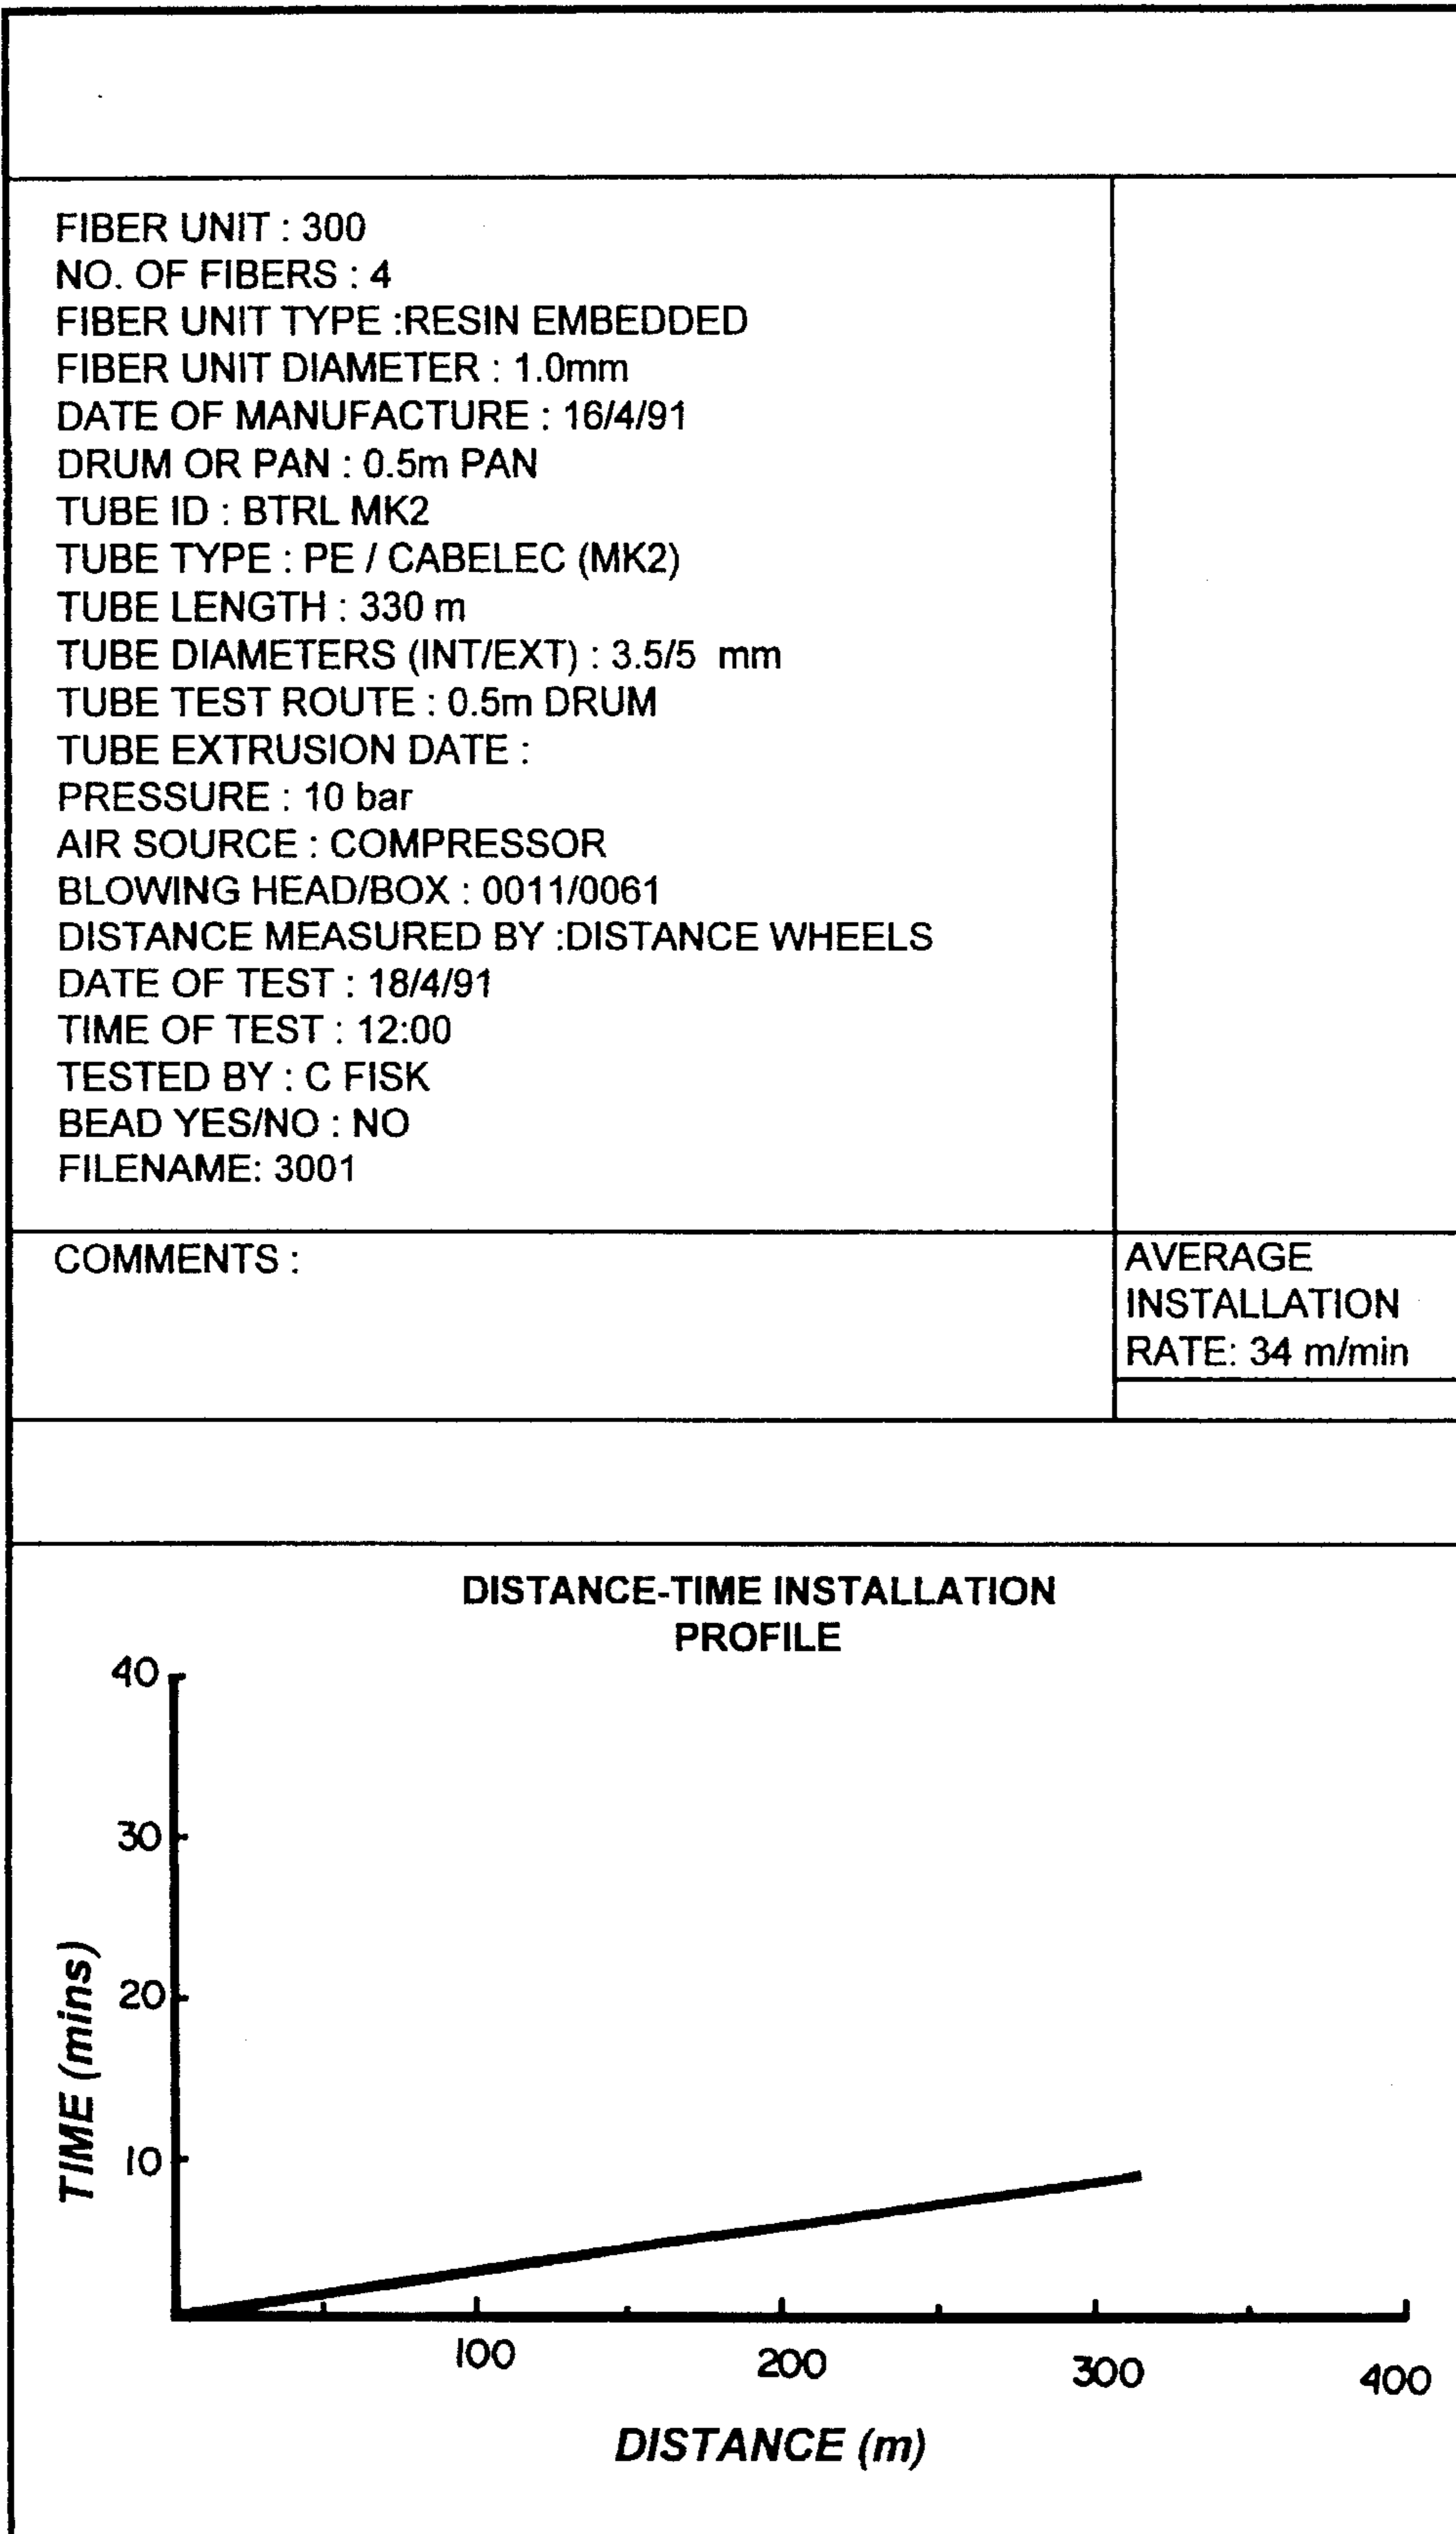 FIBER UNIT : 300
NO. OF FIBERS : 4
FIBER UNIT TYPE :RESIN EMBEDDED
FIBER UNIT DIAMETER : 1.0mm
DATE OF MANUFACTURE : 16/4/91
DRUM OR PAN : 0.5m PAN
TUBE ID : BTRL MK2
TUBE TYPE : PE / CABELEC (MK2)
TUBE LENGTH : 330 m
TUBE DIAMETERS (INT/EXT) : 3.5/5 mm
TUBE TEST ROUTE : 0.5m DRUM
TUBE EXTRUSION DATE :
PRESSURE : 10 bar
AIR SOURCE : COMPRESSOR
BLOWING HEAD/BOX : 0011/0061
DISTANCE MEASURED BY :DISTANCE WHEELS
DATE OF TEST : 18/4/91
TIME OF TEST : 12:00
TESTED BY : C FISK
BEAD YES/NO : NO
FILENAME: 3001
COMMENTS :
AVERAGE
INSTALLATION
RATE: 34 m/min
DISTANCE-TIME INSTALLATION
PROFILE
40
30
20
10
TIME (mins)
100
200
300
400
DISTANCE (m)